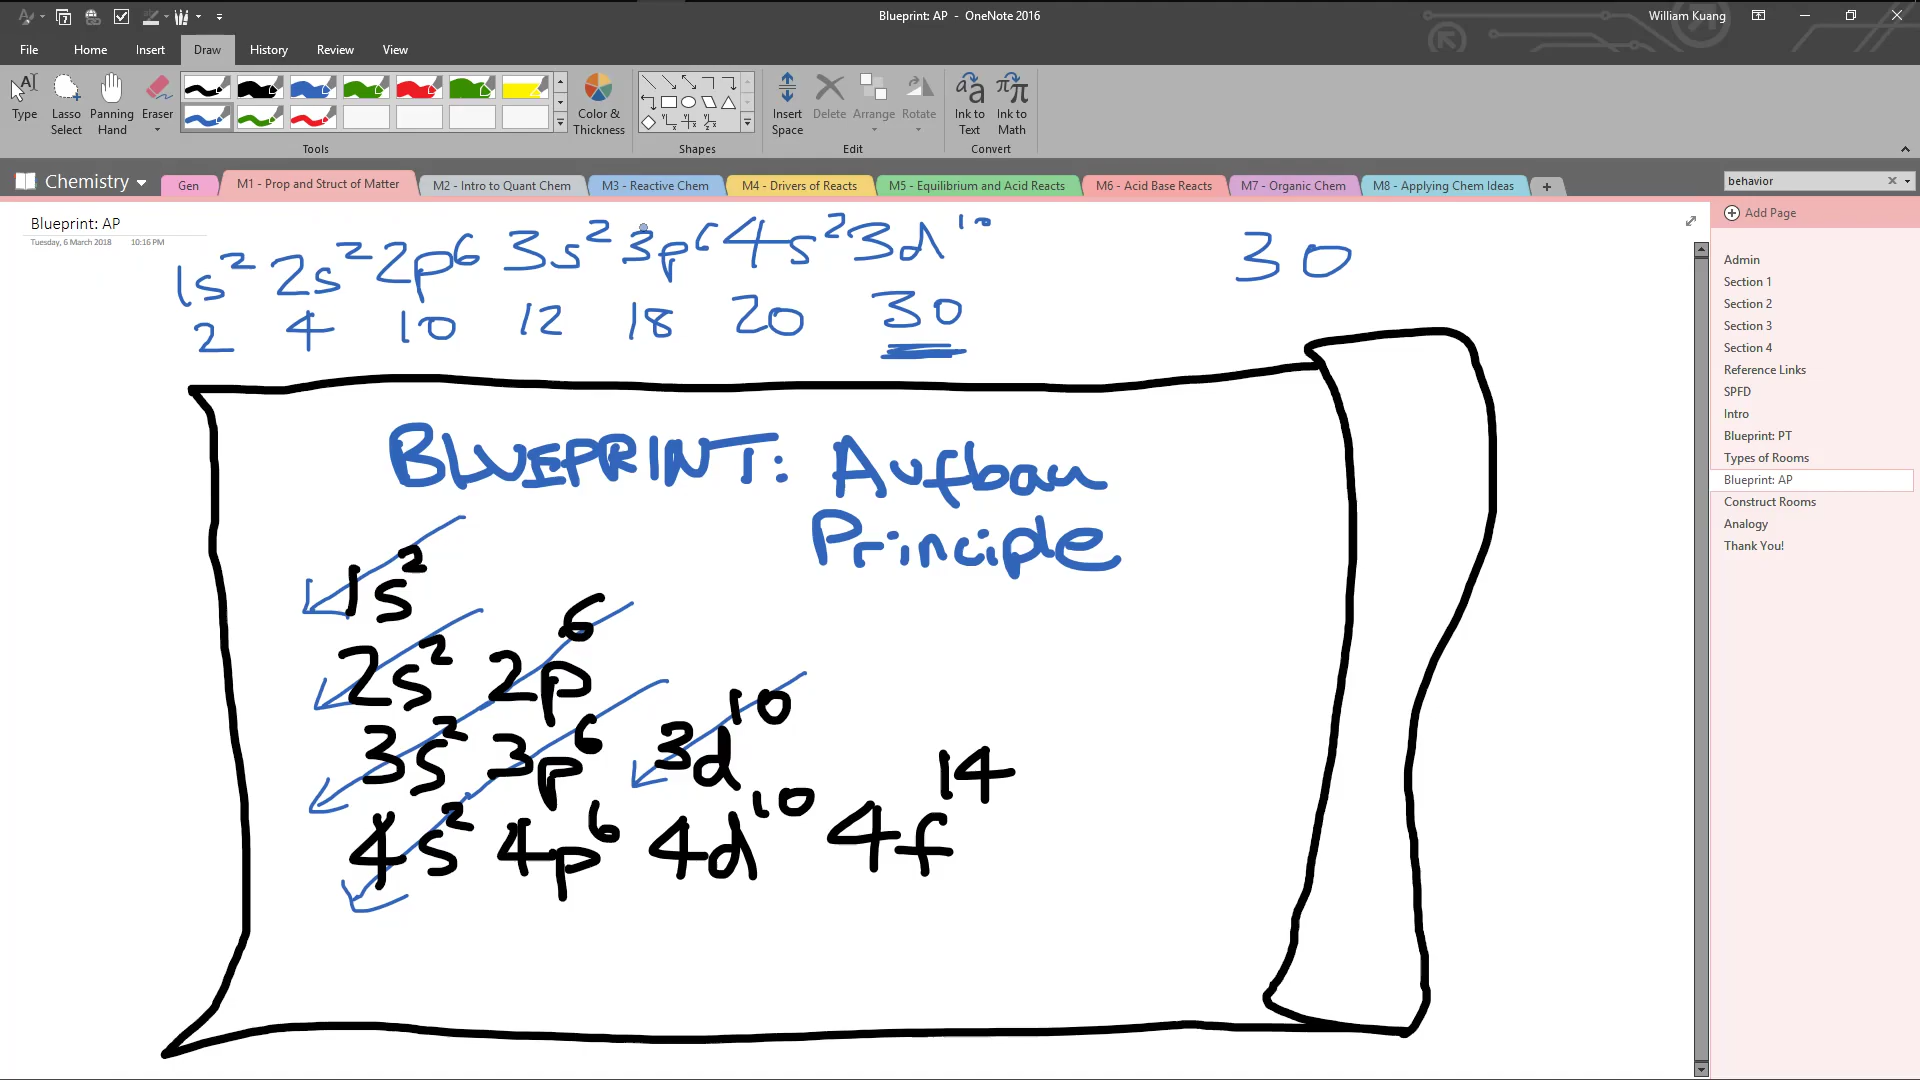 Blueprint: AP - OneNote 2016
William Kuang
File Home Insert Draw History Review View
Type
Lasso Select
Panning Hand
Eraser
Color & Thickness
Insert Space
Delete
Arrange
Rotate
Ink to Text
Ink to Math
Tools
Shapes
Edit
Convert
Chemistry
Gen
M1 - Prop and Struct of Matter
M2 - Intro to Quant Chem
M3 - Reactive Chem
M4 - Drivers of Reacts
M5 - Equilibrium and Acid Reacts
M6 - Acid Base Reacts
M7 - Organic Chem
M8 - Applying Chem Ideas
behavior
Blueprint: AP
Tuesday, 6 March 2018 10:16 PM
1s² 2s² 2p⁶ 3s² 3p⁶ 4s² 3d¹⁰ 30
2 4 10 12 18 20 30
BLUEPRINT: Aufbau
Principle
1s²
2s² 2p⁶
3s² 3p⁶ 3d¹⁰
4s² 4p⁶ 4d¹⁰ 4f¹⁴
Add Page
Admin
Section 1
Section 2
Section 3
Section 4
Reference Links
SPFD
Intro
Blueprint: PT
Types of Rooms
Blueprint: AP
Construct Rooms
Analogy
Thank You!